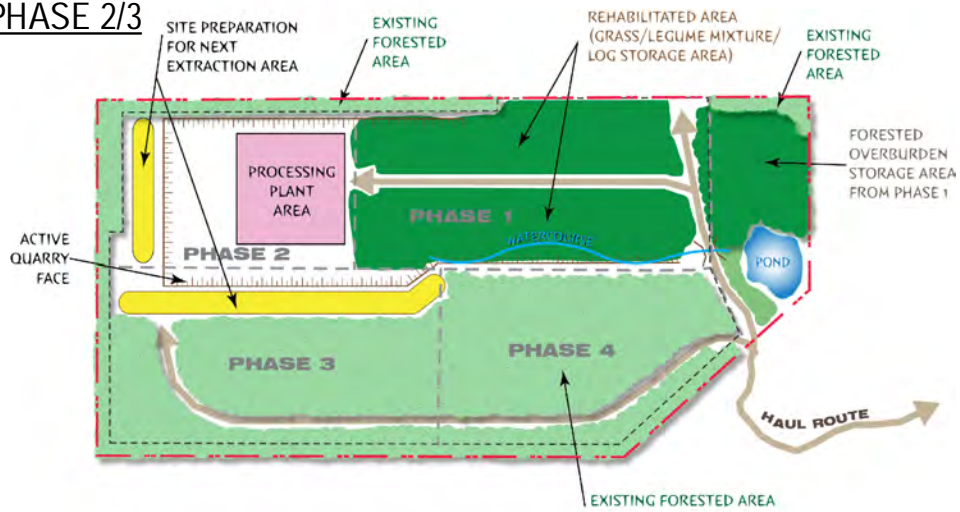 PHASE 2/3
SITE PREPARATION
FOR NEXT
EXTRACTION AREA
EXISTING
FORESTED
AREA
REHABILITATED AREA
(GRASS/LEGUME MIXTURE/
LOG STORAGE AREA)
EXISTING
FORESTED
AREA
FORESTED
OVERBURDEN
STORAGE AREA
FROM PHASE 1
PROCESSING
PLANT
AREA
PHASE 1
WATERCOURSE
ACTIVE
QUARRY
FACE
PHASE 2
POND
PHASE 3
PHASE 4
HAUL ROUTE
EXISTING FORESTED AREA